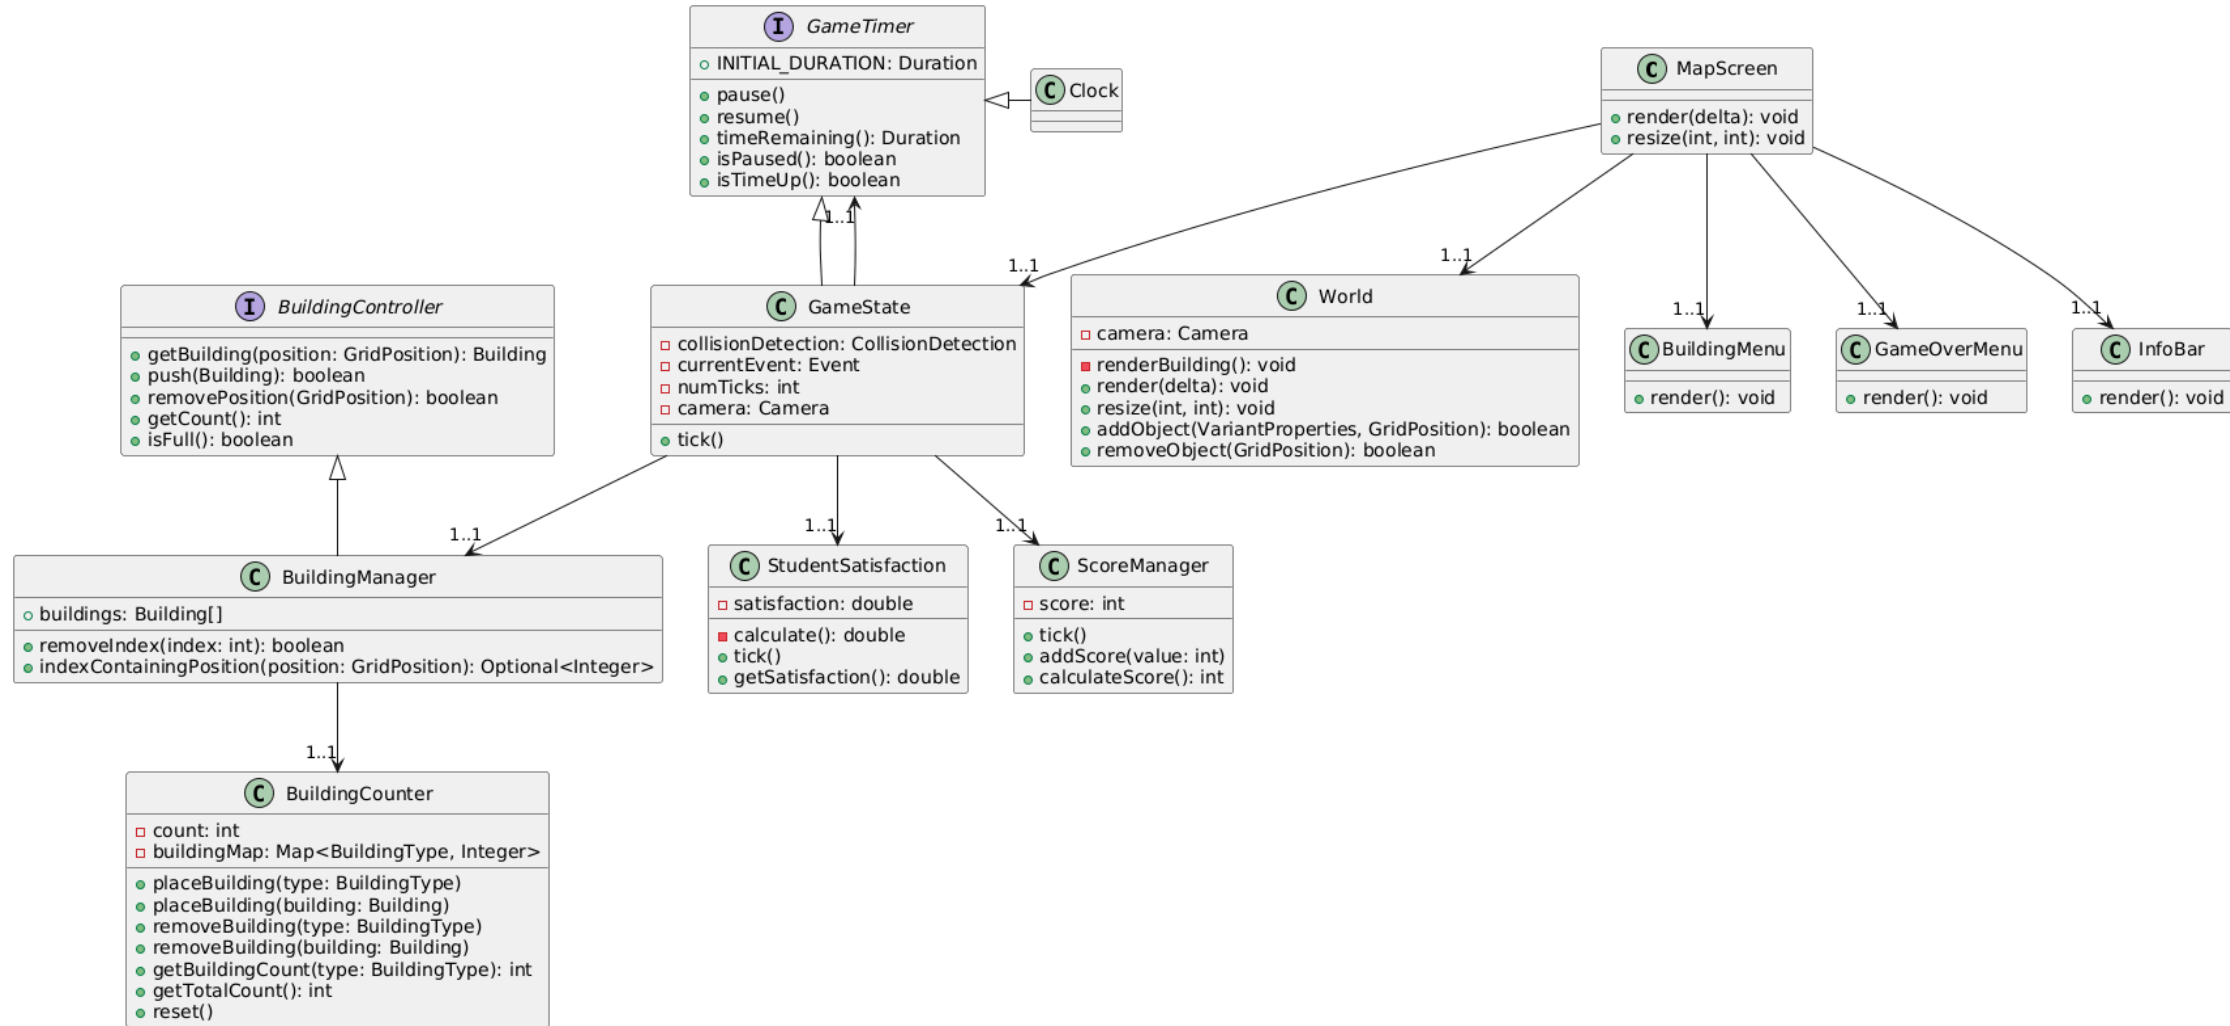 I GameTimer
INITIAL_DURATION: Duration
pause()
resume()
timeRemaining(): Duration
isPaused(): boolean
isTimeUp(): boolean
C Clock
C MapScreen
render(delta): void
resize(int, int): void
1..1
1..1
1..1
1..1
1..1
1..1
I BuildingController
getBuilding(position: GridPosition): Building
push(Building): boolean
removePosition(GridPosition): boolean
getCount(): int
isFull(): boolean
C GameState
collisionDetection: CollisionDetection
currentEvent: Event
numTicks: int
camera: Camera
tick()
C World
camera: Camera
renderBuilding(): void
render(delta): void
resize(int, int): void
addObject(VariantProperties, GridPosition): boolean
removeObject(GridPosition): boolean
C BuildingMenu
render(): void
C GameOverMenu
render(): void
C InfoBar
render(): void
1..1
1..1
1..1
C BuildingManager
buildings: Building[]
removeIndex(index: int): boolean
indexContainingPosition(position: GridPosition): Optional<Integer>
C StudentSatisfaction
satisfaction: double
calculate(): double
tick()
getSatisfaction(): double
C ScoreManager
score: int
tick()
addScore(value: int)
calculateScore(): int
1..1
C BuildingCounter
count: int
buildingMap: Map<BuildingType, Integer>
placeBuilding(type: BuildingType)
placeBuilding(building: Building)
removeBuilding(type: BuildingType)
removeBuilding(building: Building)
getBuildingCount(type: BuildingType): int
getTotalCount(): int
reset()